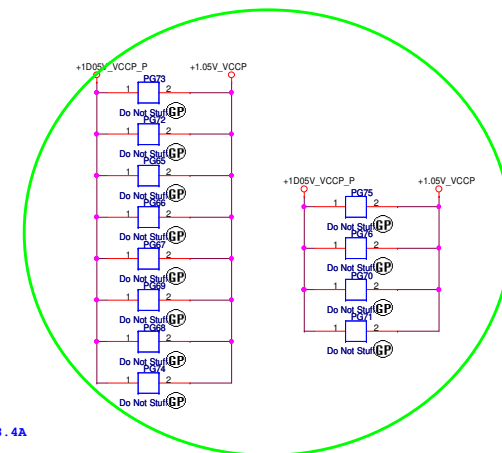 +1D05V_VCCP_P +1.05V_VCCP
PG73
1 2
Do Not Stuff GP
PG72
1 2
Do Not Stuff GP
PG65
1 2
Do Not Stuff GP
PG66
1 2
Do Not Stuff GP
PG67
1 2
Do Not Stuff GP
PG69
1 2
Do Not Stuff GP
PG68
1 2
Do Not Stuff GP
PG74
1 2
Do Not Stuff GP
+1D05V_VCCP_P +1.05V_VCCP
PG75
1 2
Do Not Stuff GP
PG76
1 2
Do Not Stuff GP
PG70
1 2
Do Not Stuff GP
PG71
1 2
Do Not Stuff GP
.4A